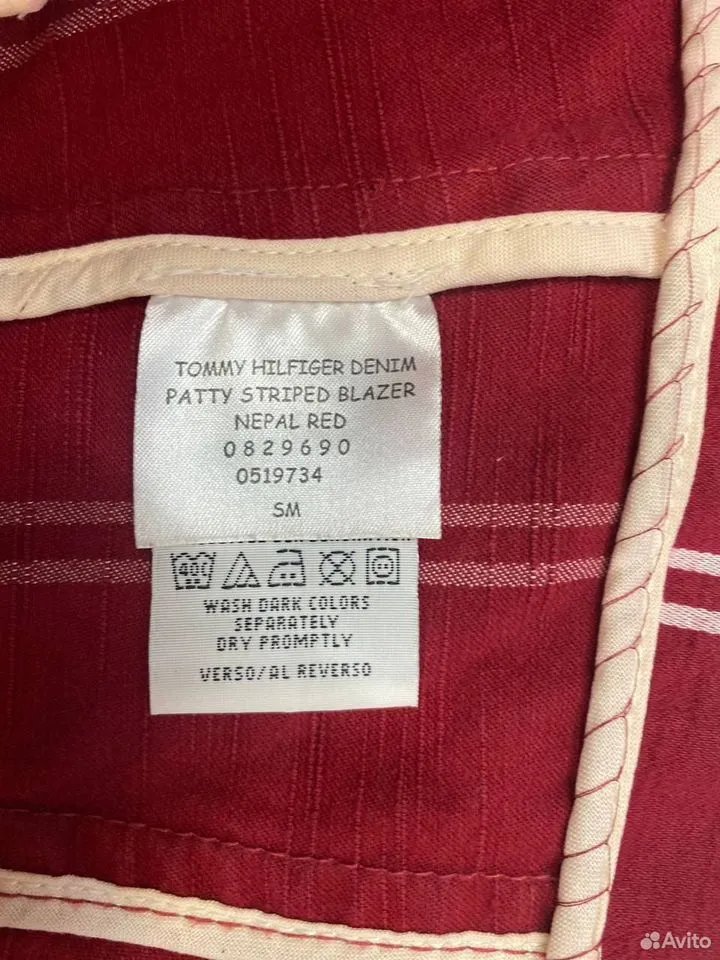 TOMMY HILFIGER DENIM
PATTY STRIPED BLAZER
NEPAL RED
0829690
0519734
SM
40C
WASH DARK COLORS
SEPARATELY
DRY PROMPTLY
VERSO/AL REVERSO
Avito